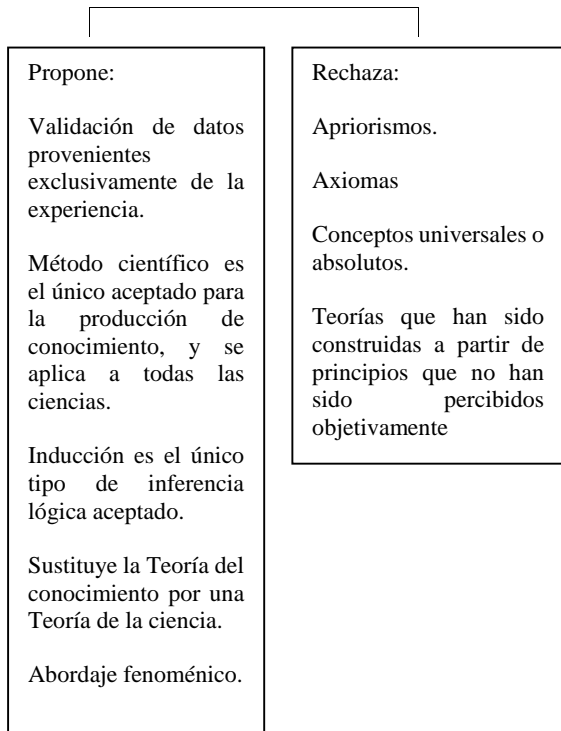 Propone:
Validación de datos
provenientes
exclusivamente de la
experiencia.
Método científico es
el único aceptado para
la producción de
conocimiento, y se
aplica a todas las
ciencias.
Inducción es el único
tipo de inferencia
lógica aceptado.
Sustituye la Teoría del
conocimiento por una
Teoría de la ciencia.
Abordaje fenoménico.
Rechaza:
Apriorismos.
Axiomas
Conceptos universales o
absolutos.
Teorías que han sido
construidas a partir de
principios que no han
sido percibidos
objetivamente